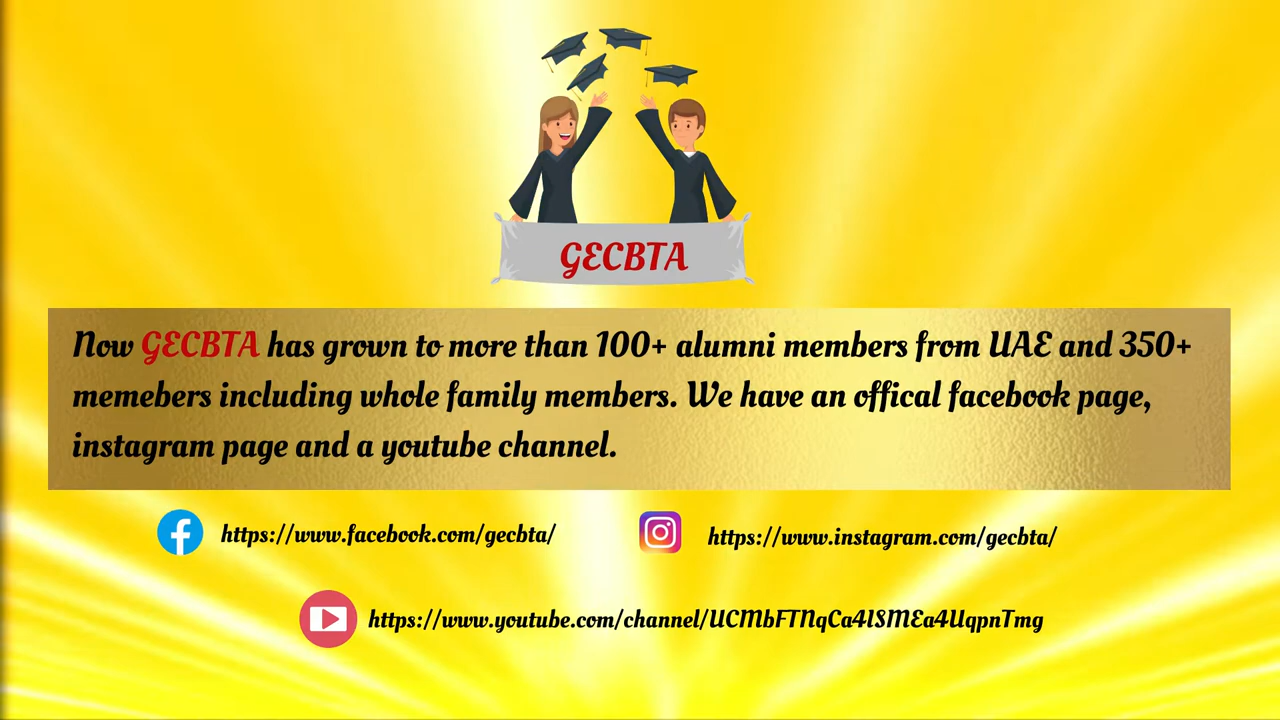 GECBTA
Now GECBTA has grown to more than 100+ alumni members from UAE and 350+
memebers including whole family members. We have an offical facebook page,
instagram page and a youtube channel.
https://www.facebook.com/gecbta/
https://www.instagram.com/gecbta/
https://www.youtube.com/channel/UCMbFTNqCa4l8MEa4UqpnTmg